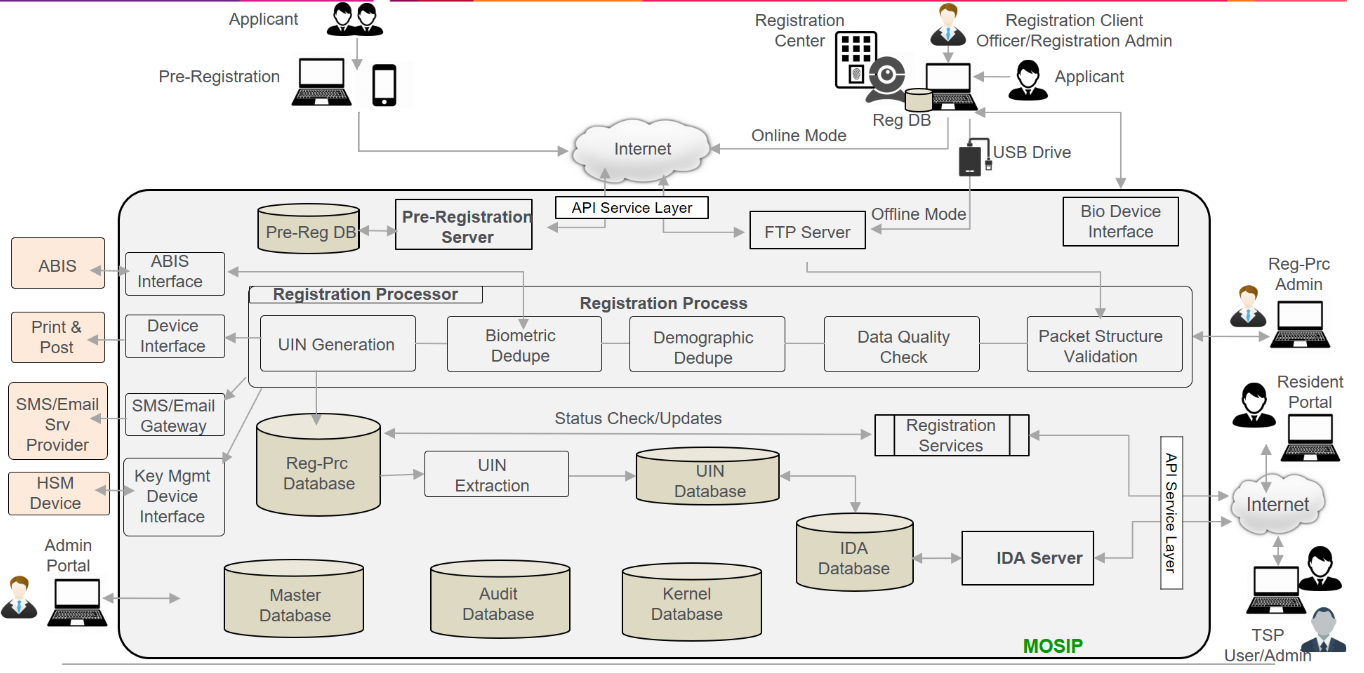 Applicant
Pre-Registration
Registration
Center
Registration Client
Officer/Registration Admin
Applicant
Reg DB
Internet
Online Mode
USB Drive
API Service Layer
Pre-Reg DB
Pre-Registration
Server
FTP Server
Offline Mode
Bio Device
Interface
ABIS
ABIS
Interface
Registration Processor
Registration Process
Reg-Prc
Admin
Print &
Post
Device
Interface
UIN Generation
Biometric
Dedupe
Demographic
Dedupe
Data Quality
Check
Packet Structure
Validation
Resident
Portal
SMS/Email
Srv
Provider
SMS/Email
Gateway
Status Check/Updates
Registration
Services
HSM
Device
Key Mgmt
Device
Interface
Reg-Prc
Database
UIN
Extraction
UIN
Database
API Service Layer
Internet
IDA
Database
IDA Server
Admin
Portal
Master
Database
Audit
Database
Kernel
Database
MOSIP
TSP
User/Admin